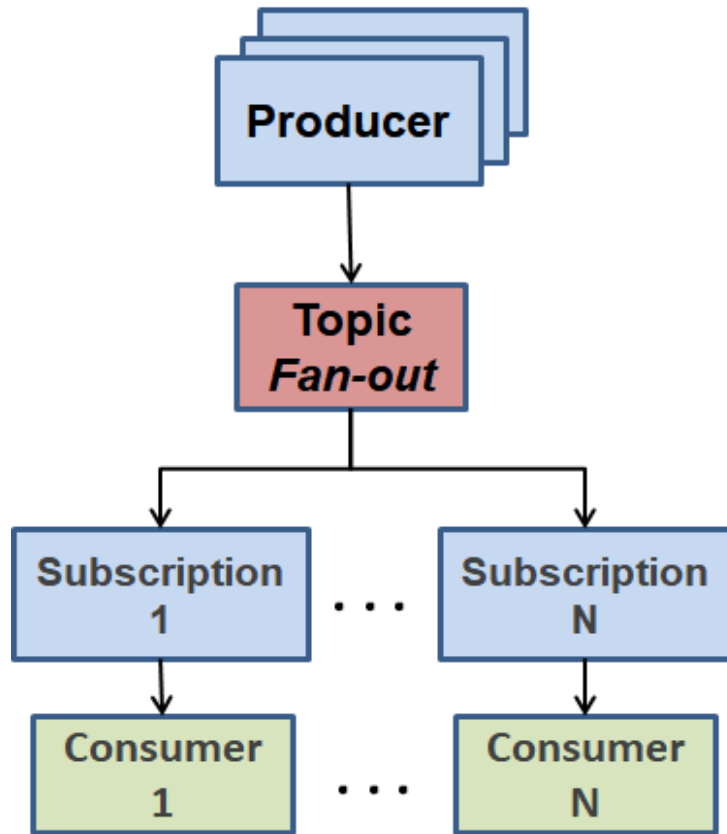 Producer
Topic
Fan-out
Subscription
1
. . .
Subscription
N
Consumer
1
. . .
Consumer
N